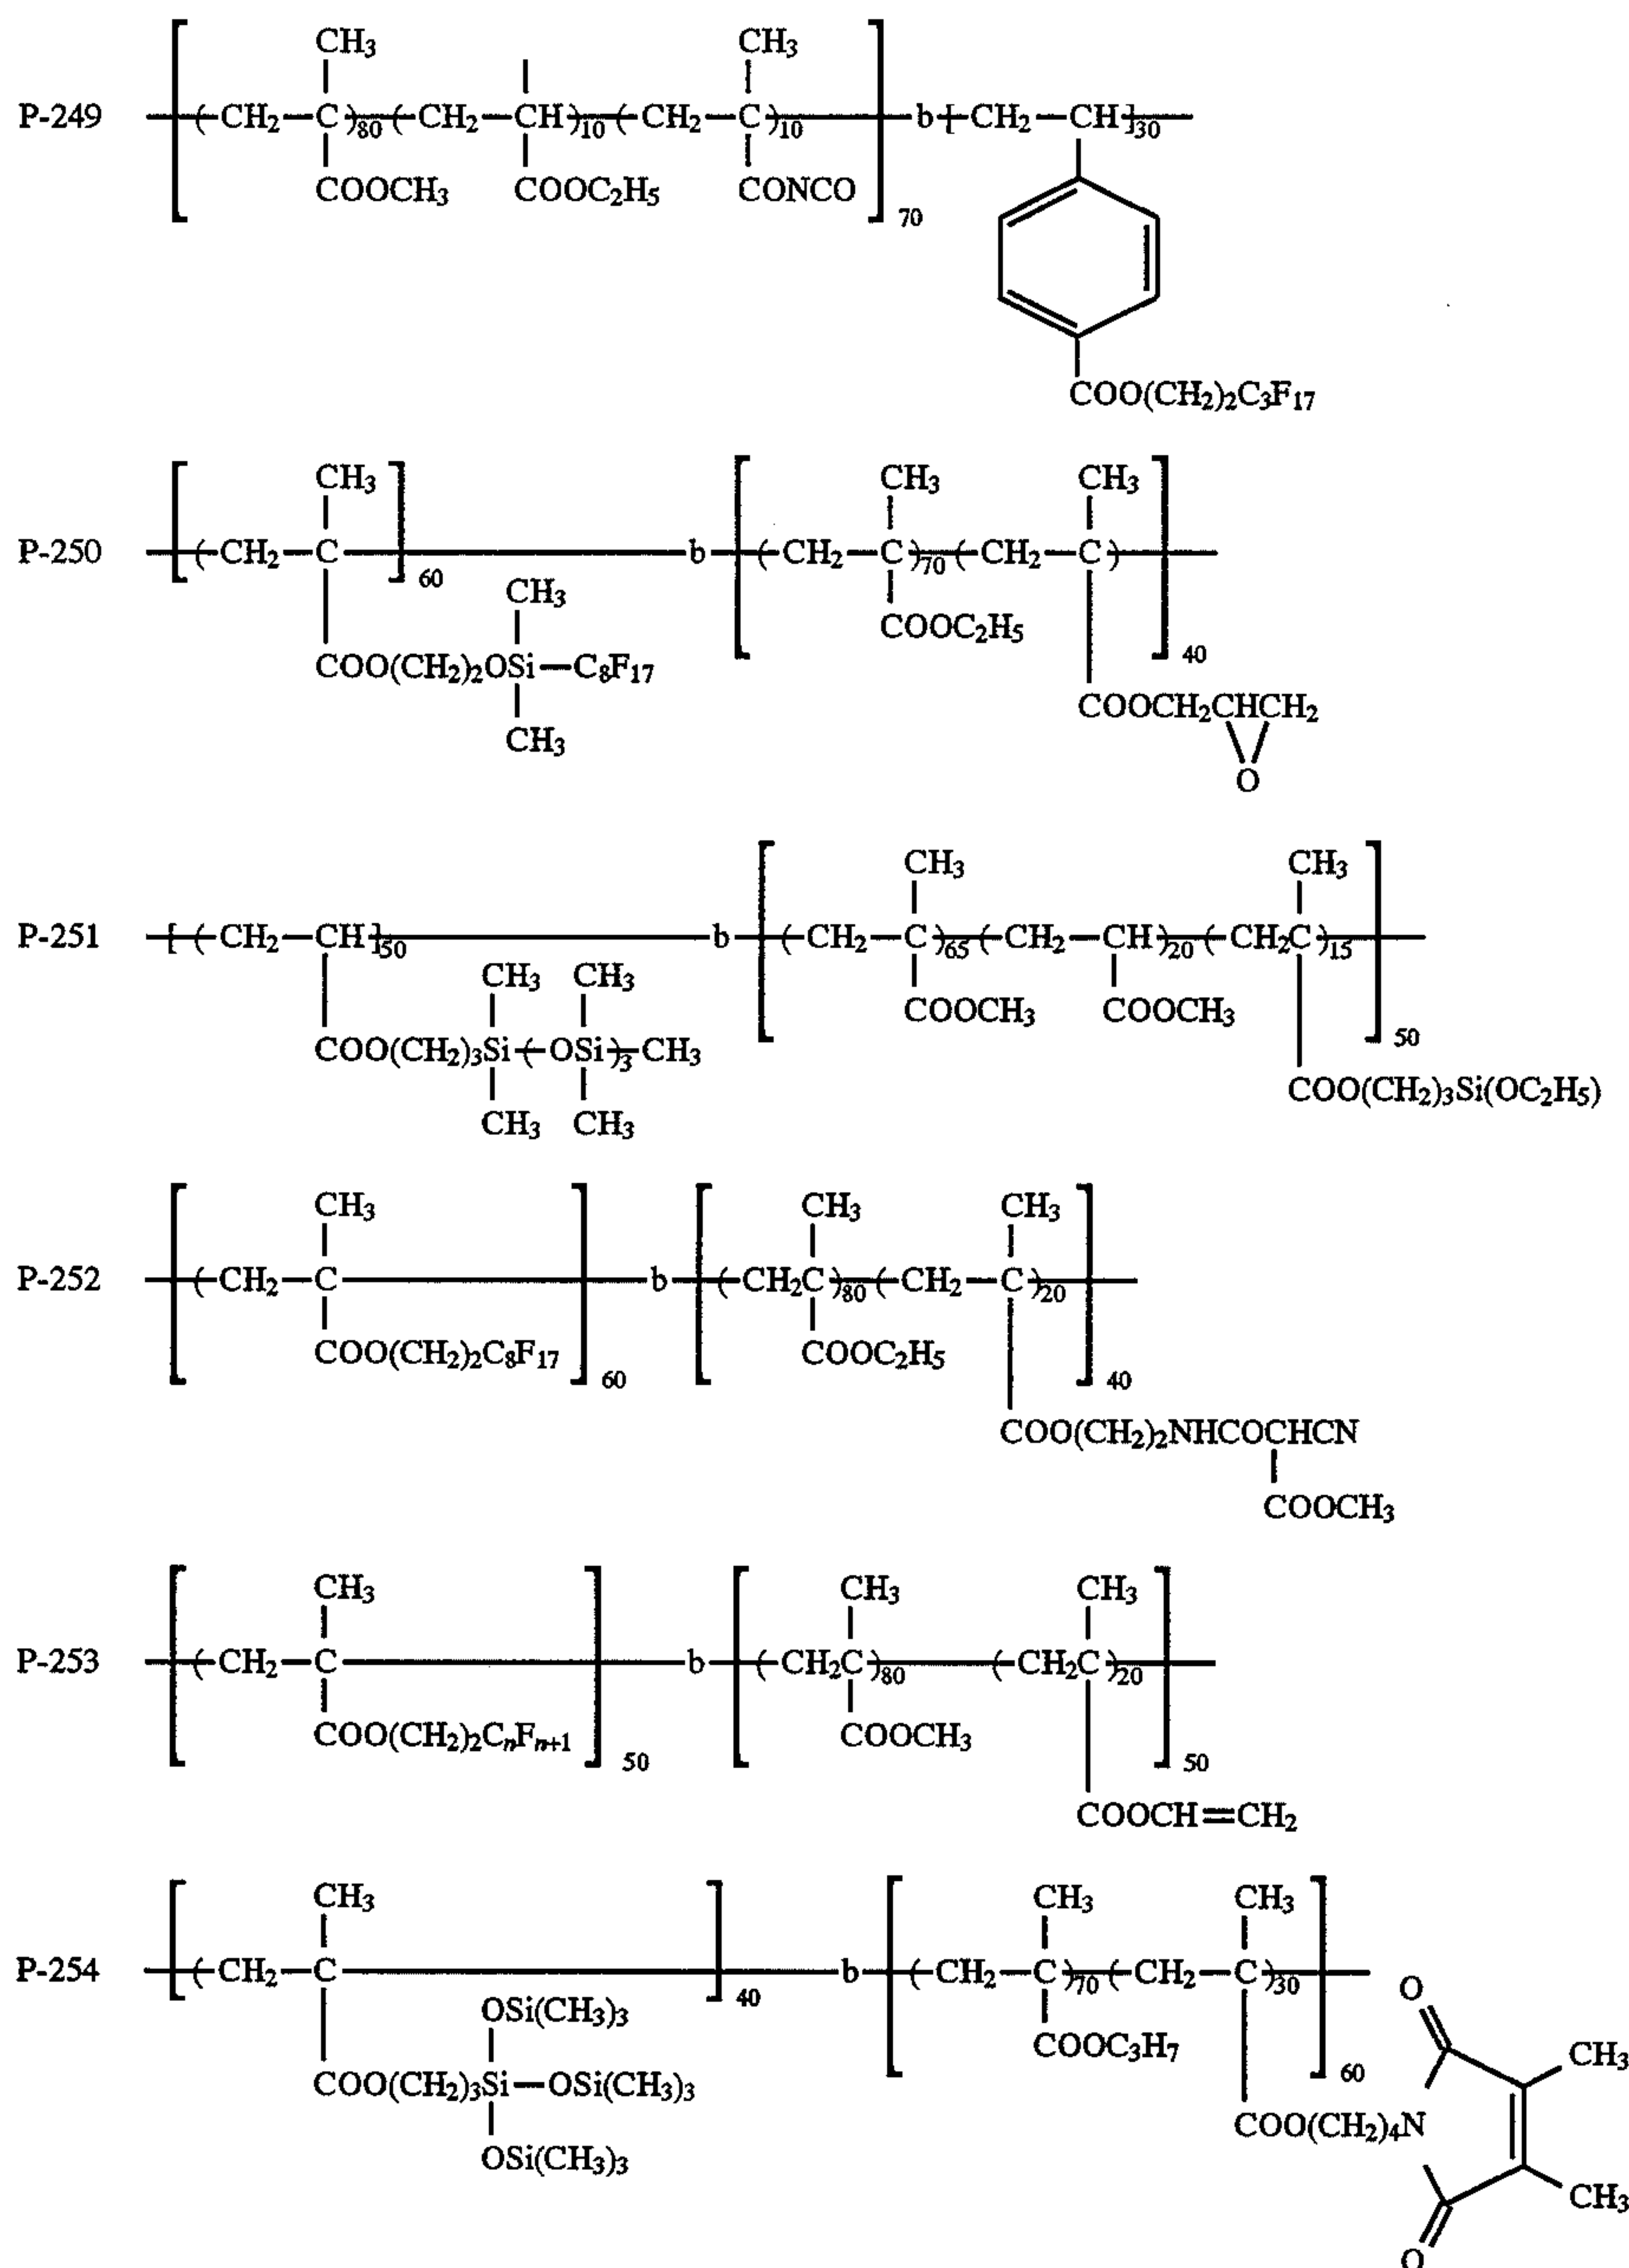 CH3 CH3
P-249 [(CH2-C)80(CH2-CH)10(CH2-C)10]70 b[CH2-CH]30
COOCH3 COOC2H5 CONCO
COO(CH2)2C3F17
CH3 CH3 CH3
P-250 [(CH2-C]60 b[(CH2-C)70(CH2-C)]40
CH3
COOC2H5
COO(CH2)2OSi-C8F17
COOCH2CHCH2
CH3
O
CH3 CH3
P-251 [(CH2-CH]50 b[(CH2-C)65(CH2-CH)20(CH2C)15]50
CH3 CH3
COOCH3 COOCH3
COO(CH2)3Si(OSi)3CH3
COO(CH2)3Si(OC2H5)
CH3 CH3
CH3 CH3 CH3
P-252 [(CH2-C]60 b[(CH2C)80(CH2-C)20]40
COO(CH2)2C8F17 COOC2H5
COO(CH2)2NHCOCHCN
COOCH3
CH3 CH3 CH3
P-253 [(CH2-C]50 b[(CH2C)80(CH2C)20]50
COO(CH2)2CnFn+1 COOCH3
COOCH=CH2
CH3 CH3 CH3
P-254 [(CH2-C]40 b[(CH2-C)70(CH2-C)30]60
O
OSi(CH3)3
COOC3H7 CH3
COO(CH2)3Si-OSi(CH3)3
COO(CH2)4N
OSi(CH3)3
CH3
O